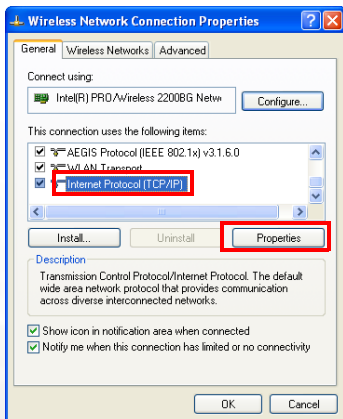 Wireless Network Connection Properties
General Wireless Networks Advanced
Connect using:
Intel(R) PRO/Wireless 2200BG Netw
Configure...
This connection uses the following items:
AEGIS Protocol (IEEE 802.1x) v3.1.6.0
WLAN Transport
Internet Protocol (TCP/IP)
Install... Uninstall Properties
Description
Transmission Control Protocol/Internet Protocol. The default
wide area network protocol that provides communication
across diverse interconnected networks.
Show icon in notification area when connected
Notify me when this connection has limited or no connectivity
OK Cancel